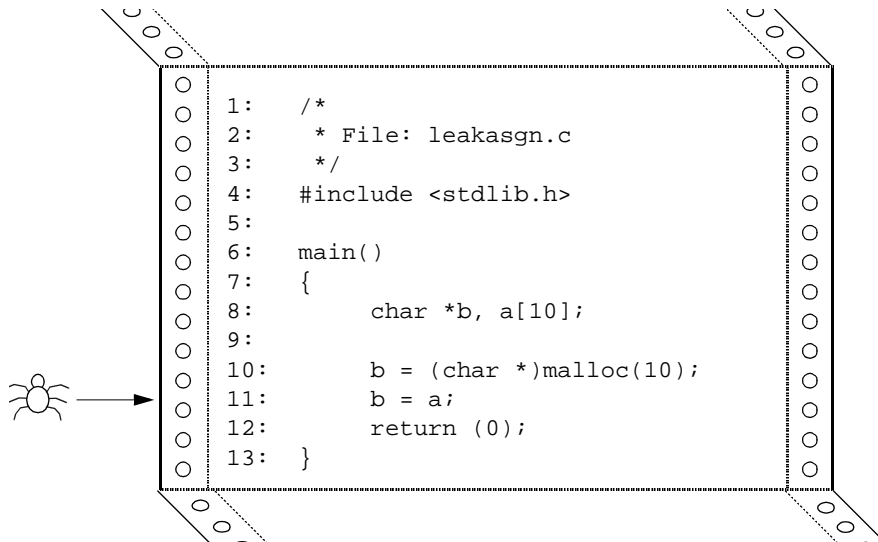 1: /*
2: * File: leakasgn.c
3: */
4: #include <stdlib.h>
5:
6: main()
7: {
8: char *b, a[10];
9:
10: b = (char *)malloc(10);
11: b = a;
12: return (0);
13: }